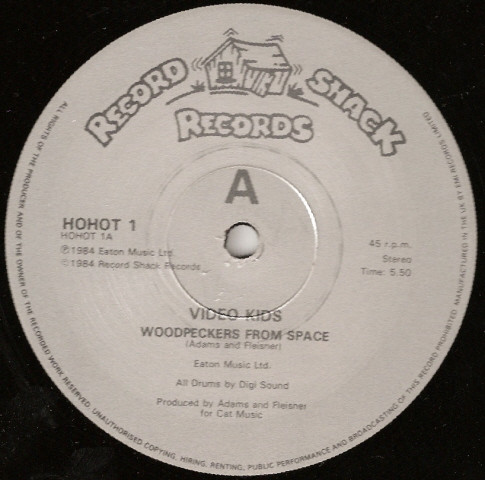 RECORD SHACK
RECORDS
A
HOHOT 1
HOHOT 1A
℗1984 Eaton Music Ltd.
©1984 Record Shack Records
45 r.p.m.
Stereo
Time: 5.50
VIDEO KIDS
WOODPECKERS FROM SPACE
(Adams and Fleisner)
Eaton Music Ltd.
All Drums by Digi Sound
Produced by Adams and Fleisner
for Cat Music
ALL RIGHTS OF THE PRODUCER AND OF THE OWNER OF THE RECORDED WORK RESERVED. UNAUTHORISED COPYING, HIRING, RENTING, PUBLIC PERFORMANCE AND BROADCASTING OF THIS RECORD PROHIBITED. MANUFACTURED IN THE UK BY EMI RECORDS LIMITED